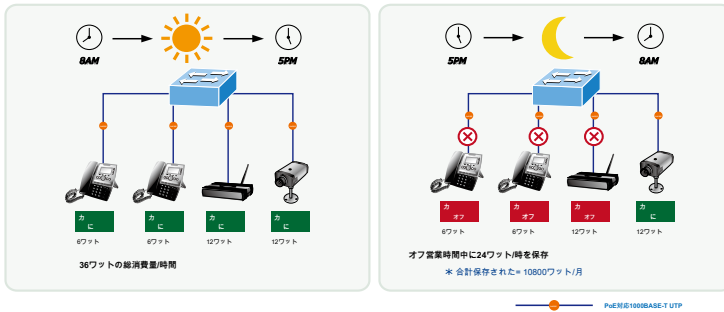 8AM
5PM
カ
に
カ
に
カ
に
カ
に
6ワット
6ワット
12ワット
12ワット
36ワットの総消費量/時間
5PM
8AM
カ
オフ
カ
オフ
カ
オフ
カ
に
6ワット
6ワット
12ワット
12ワット
オフ営業時間中に24ワット/時を保存
* 合計保存された= 10800ワット/月
PoE対応1000BASE-T UTP